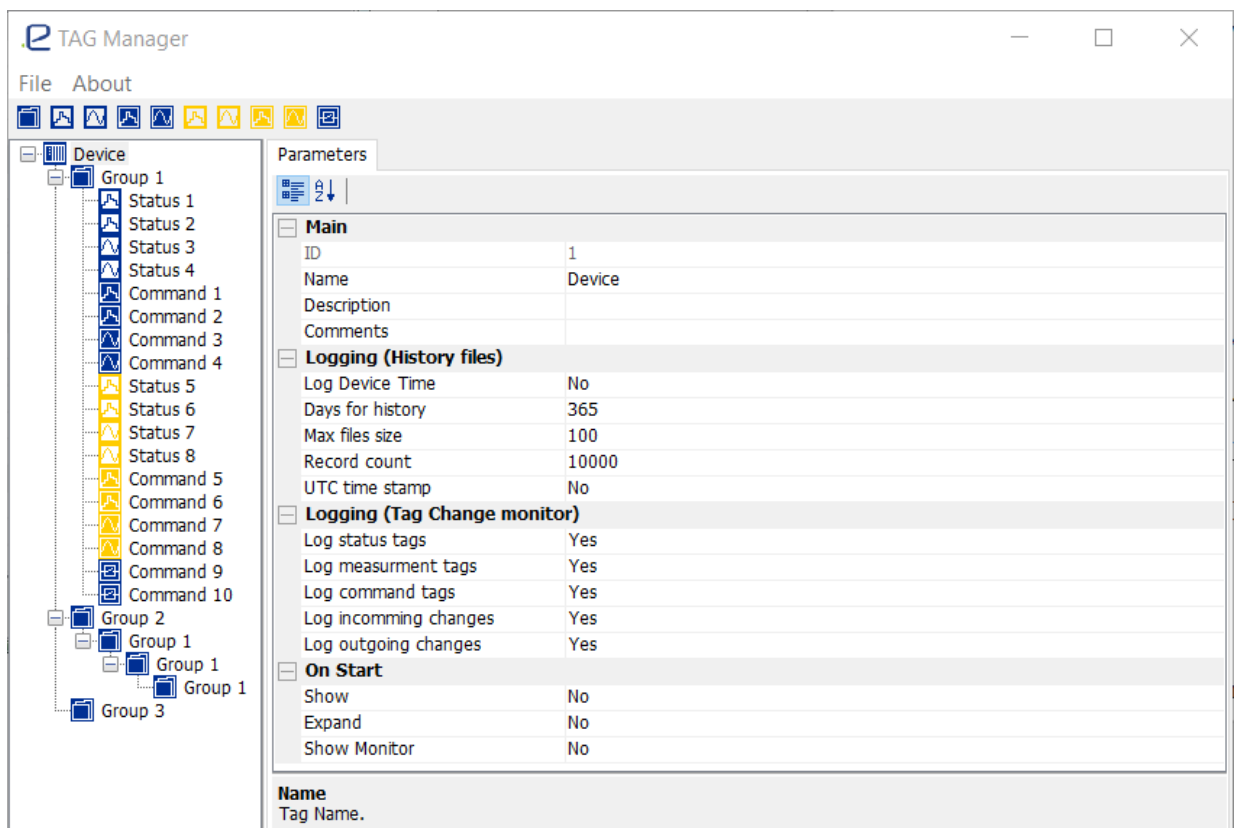 TAG Manager
File About
Device
Group 1
Status 1
Status 2
Status 3
Status 4
Command 1
Command 2
Command 3
Command 4
Status 5
Status 6
Status 7
Status 8
Command 5
Command 6
Command 7
Command 8
Command 9
Command 10
Group 2
Group 1
Group 1
Group 1
Group 3
Parameters
Main
ID 1
Name Device
Description
Comments
Logging (History files)
Log Device Time No
Days for history 365
Max files size 100
Record count 10000
UTC time stamp No
Logging (Tag Change monitor)
Log status tags Yes
Log measurment tags Yes
Log command tags Yes
Log incomming changes Yes
Log outgoing changes Yes
On Start
Show No
Expand No
Show Monitor No
Name
Tag Name.